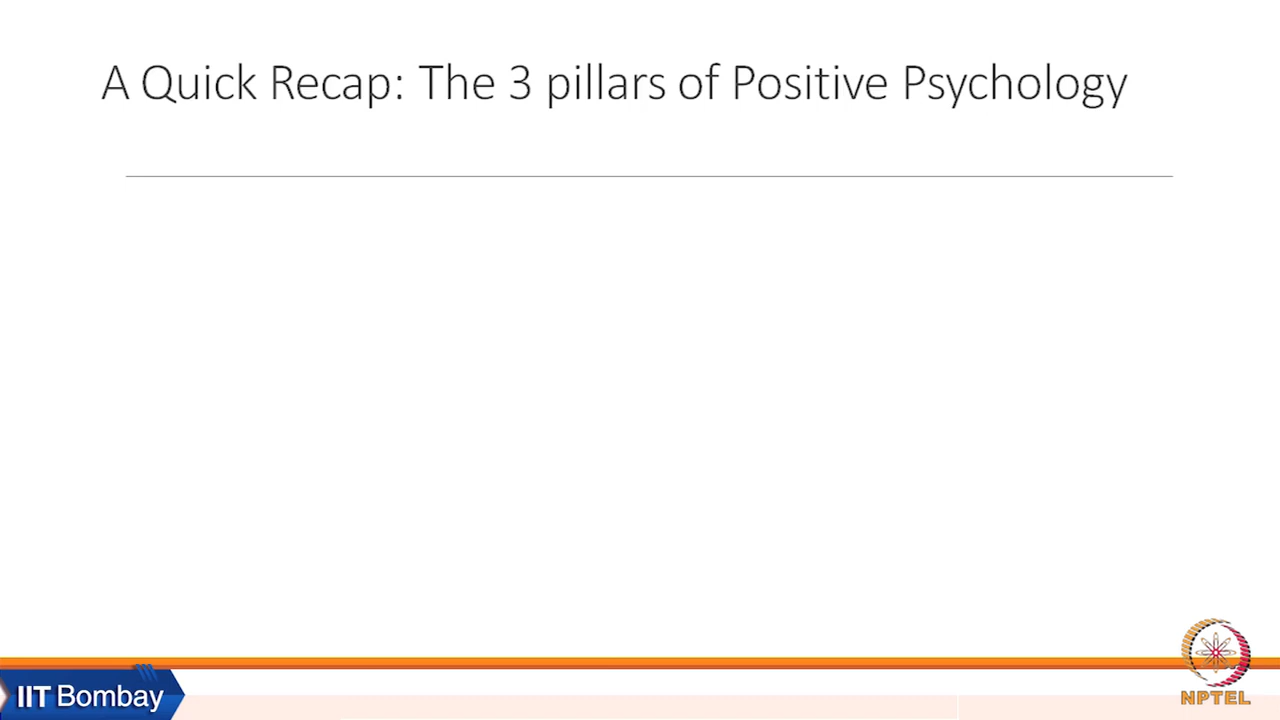 A Quick Recap: The 3 pillars of Positive Psychology
IIT Bombay
NPTEL